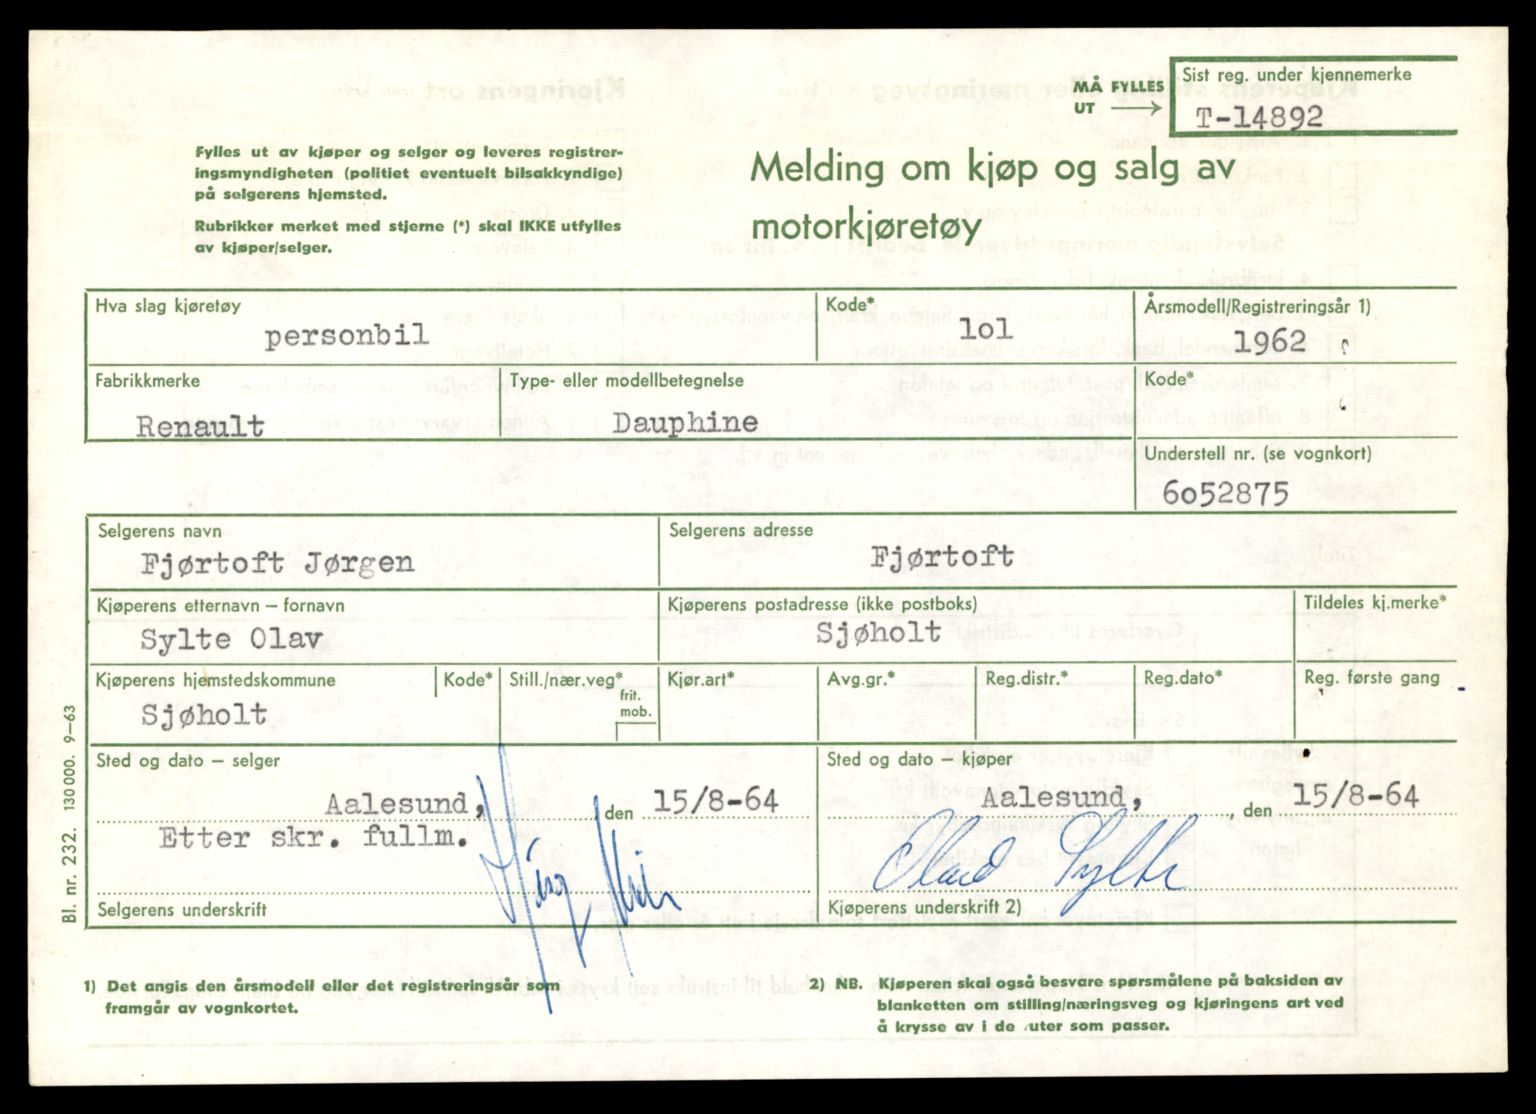 MÅ FYLLES
UT
Sist reg. under kjennemerke
T-14892
Fylles ut av kjøper og selger og leveres registrer-
ingsmyndigheten (politiet eventuelt bilsakkyndige)
på selgerens hjemsted.
Rubrikker merket med stjerne (*) skal IKKE utfylles
av kjøper/selger.
Melding om kjøp og salg av
motorkjøretøy
Hva slag kjøretøy
personbil
Kode*
lol
Årsmodell/Registreringsår 1)
1962
Fabrikkmerke
Renault
Type- eller modellbetegnelse
Dauphine
Kode*
Understell nr. (se vognkort)
6o52875
Selgerens navn
Fjørtoft Jørgen
Selgerens adresse
Fjørtoft
Kjøperens etternavn – fornavn
Sylte Olav
Kjøperens postadresse (ikke postboks)
Sjøholt
Tildeles kj.merke*
Kjøperens hjemstedskommune
Sjøholt
Kode*
Still./nær.veg*
frit.
mob.
Kjør.art*
Avg.gr.*
Reg.distr.*
Reg.dato*
Reg. første gang
Sted og dato – selger
Aalesund, den 15/8-64
Etter skr. fullm.
Selgerens underskrift
Sted og dato – kjøper
Aalesund, , den 15/8-64
Olav Sylte
Kjøperens underskrift 2)
Bl. nr. 232. 130 000. 9–63
1) Det angis den årsmodell eller det registreringsår som
framgår av vognkortet.
2) NB. Kjøperen skal også besvare spørsmålene på baksiden av
blanketten om stilling/næringsveg og kjøringens art ved
å krysse av i de ruter som passer.